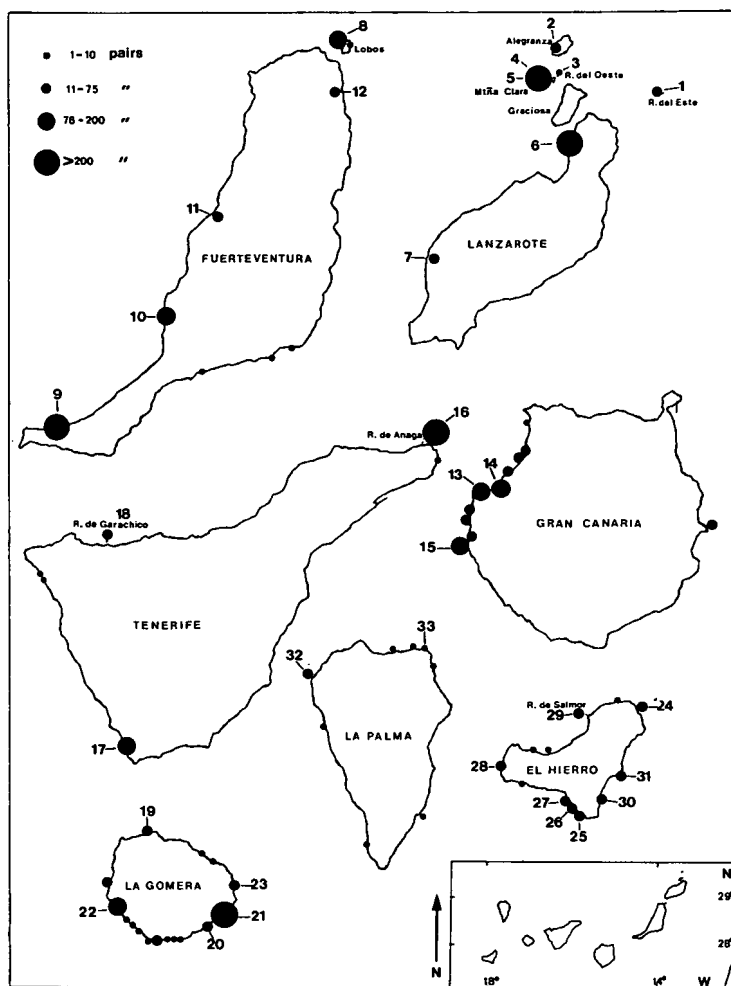 1-10 pairs
11-75 "
76-200 "
>200 "
8
Lobos
12
11
FUERTEVENTURA
10
9
2
Alegranza
4
3
5
R. del Oeste
Mtña Clara
1
R. del Este
Graciosa
6
7
LANZAROTE
16
R. de Anaga
18
R. de Garachico
TENERIFE
17
13
14
GRAN CANARIA
15
33
32
LA PALMA
R. de Salmor
29
24
28
EL HIERRO
31
27
30
26
25
19
LA GOMERA
23
22
21
20
N
N
29
28°
18°
W